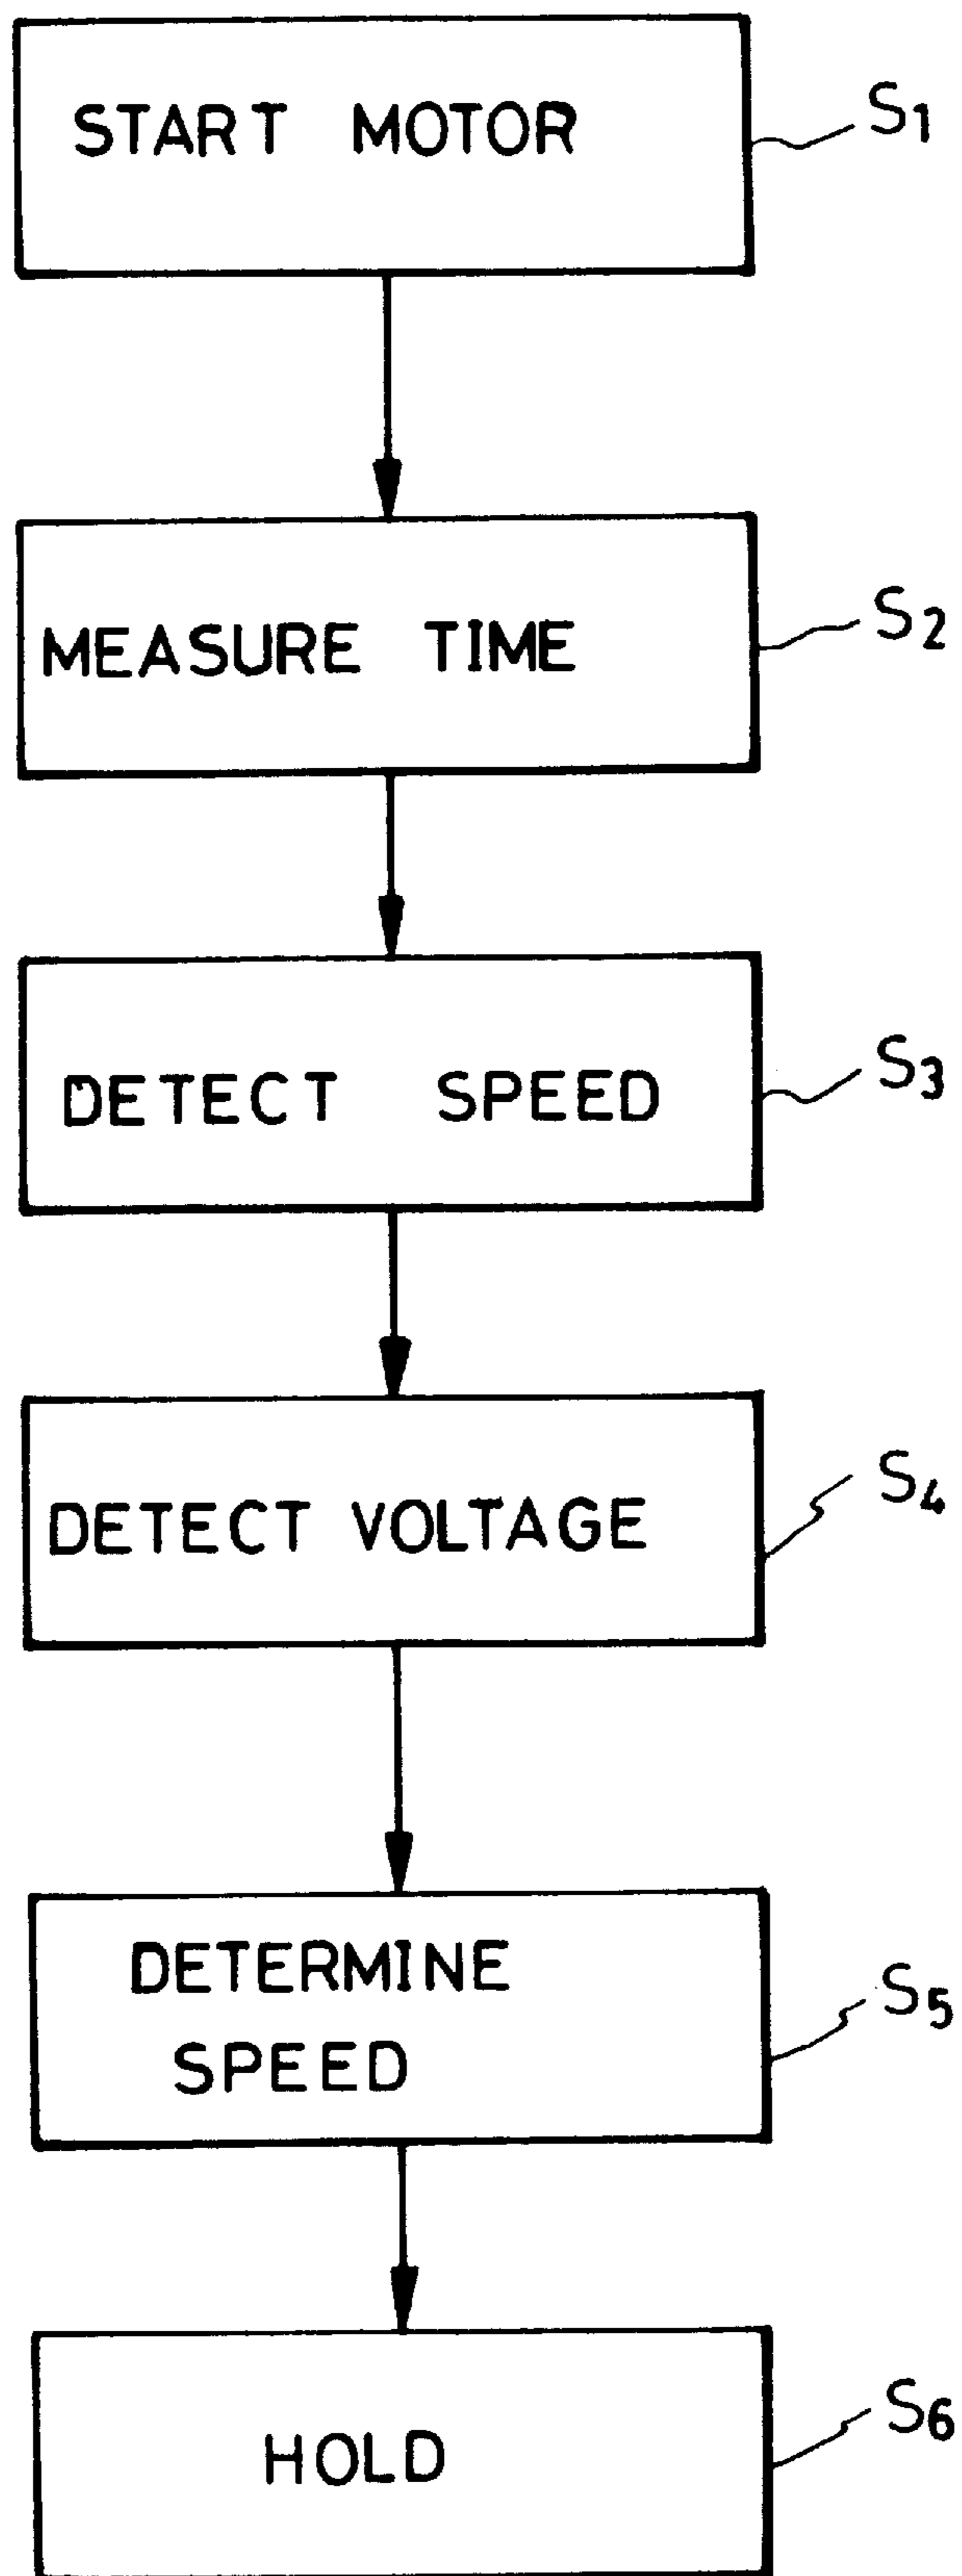 START MOTOR
S1
MEASURE TIME
S2
DETECT SPEED
S3
DETECT VOLTAGE
S4
DETERMINE
SPEED
S5
HOLD
S6